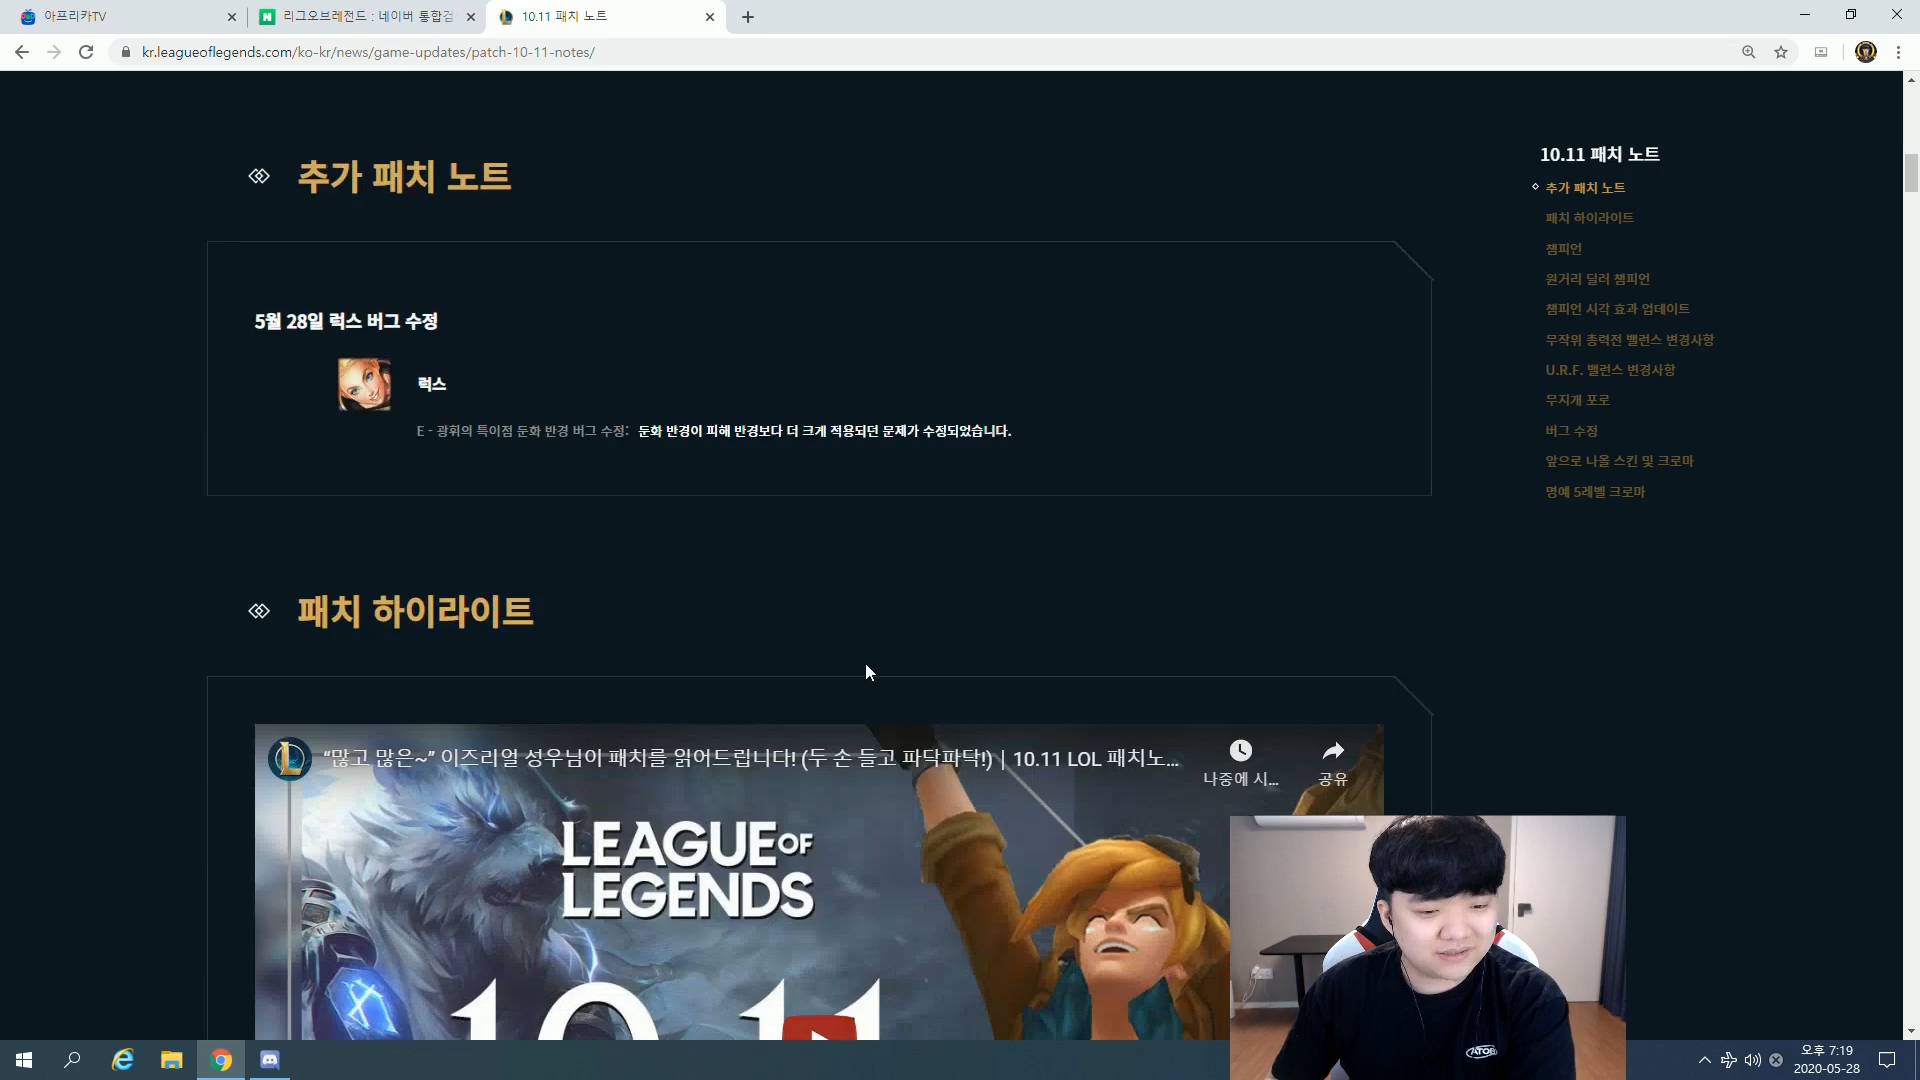 아프리카TV
리그오브레전드 : 네이버 통합검
10.11 패치 노트
kr.leagueoflegends.com/ko-kr/news/game-updates/patch-10-11-notes/
추가 패치 노트
5월 28일 럭스 버그 수정
럭스
E - 광휘의 특이점 둔화 반경 버그 수정: 둔화 반경이 피해 반경보다 더 크게 적용되던 문제가 수정되었습니다.
패치 하이라이트
“많고 많은~” 이즈리얼 성우님이 패치를 읽어드립니다! (두 손 들고 파닥파닥!) | 10.11 LOL 패치노...
나중에 시...
공유
LEAGUE OF
LEGENDS
10.11
10.11 패치 노트
추가 패치 노트
패치 하이라이트
챔피언
원거리 딜러 챔피언
챔피언 시각 효과 업데이트
무작위 총력전 밸런스 변경사항
U.R.F. 밸런스 변경사항
무지개 포로
버그 수정
앞으로 나올 스킨 및 크로마
명예 5레벨 크로마
오후 7:19
2020-05-28